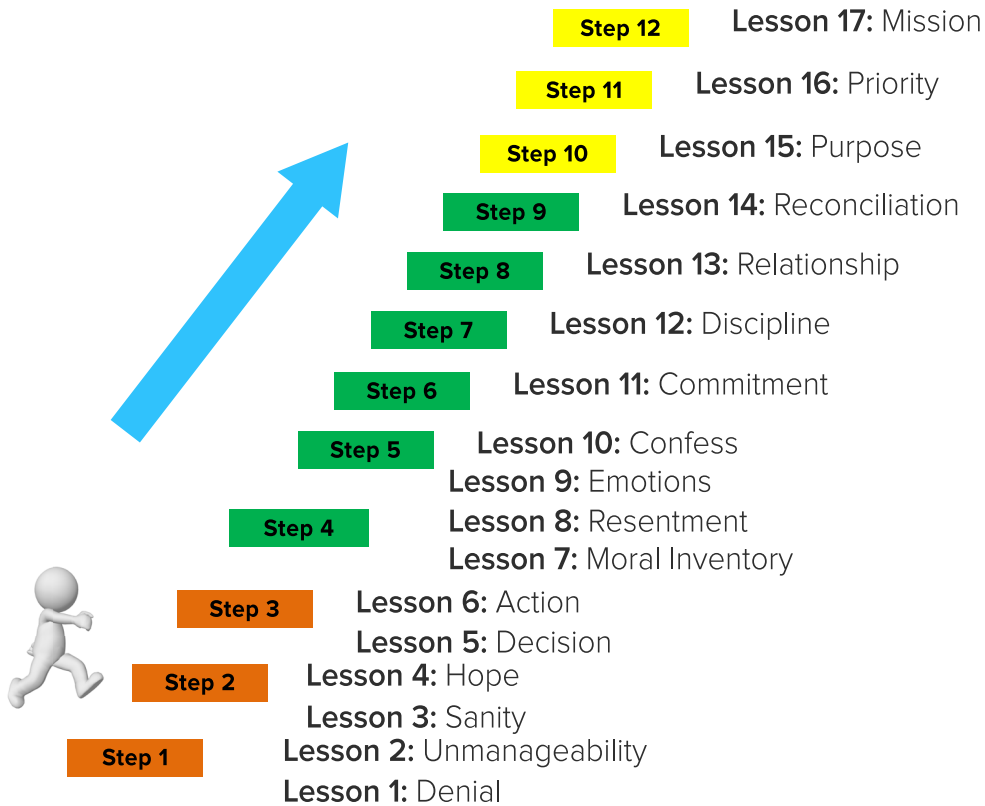 Step 12 Lesson 17: Mission
Step 11 Lesson 16: Priority
Step 10 Lesson 15: Purpose
Step 9 Lesson 14: Reconciliation
Step 8 Lesson 13: Relationship
Step 7 Lesson 12: Discipline
Step 6 Lesson 11: Commitment
Step 5 Lesson 10: Confess
Lesson 9: Emotions
Step 4 Lesson 8: Resentment
Lesson 7: Moral Inventory
Step 3 Lesson 6: Action
Lesson 5: Decision
Step 2 Lesson 4: Hope
Lesson 3: Sanity
Step 1 Lesson 2: Unmanageability
Lesson 1: Denial